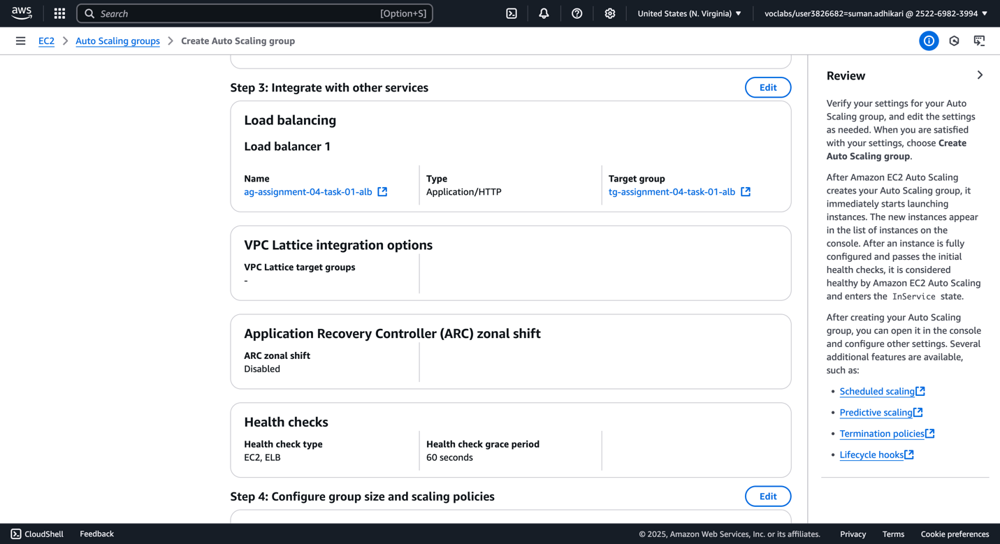 aws
Search
[Option+S]
United States (N. Virginia) ▼
voclabs/user3826682=suman.adhikari @ 2522-6982-3994 ▼
EC2 > Auto Scaling groups > Create Auto Scaling group
Step 3: Integrate with other services
Edit
Load balancing
Load balancer 1
Name
ag-assignment-04-task-01-alb
Type
Application/HTTP
Target group
tg-assignment-04-task-01-alb
VPC Lattice integration options
VPC Lattice target groups
-
Application Recovery Controller (ARC) zonal shift
ARC zonal shift
Disabled
Health checks
Health check type
EC2, ELB
Health check grace period
60 seconds
Step 4: Configure group size and scaling policies
Edit
Review
Verify your settings for your Auto
Scaling group, and edit the settings
as needed. When you are satisfied
with your settings, choose Create
Auto Scaling group.
After Amazon EC2 Auto Scaling
creates your Auto Scaling group, it
immediately starts launching
instances. The new instances appear
in the list of instances on the
console. After an instance is fully
configured and passes the initial
health checks, it is considered
healthy by Amazon EC2 Auto Scaling
and enters the InService state.
After creating your Auto Scaling
group, you can open it in the console
and configure other settings. Several
additional features are available,
such as:
• Scheduled scaling
• Predictive scaling
• Termination policies
• Lifecycle hooks
CloudShell
Feedback
© 2025, Amazon Web Services, Inc. or its affiliates.
Privacy
Terms
Cookie preferences